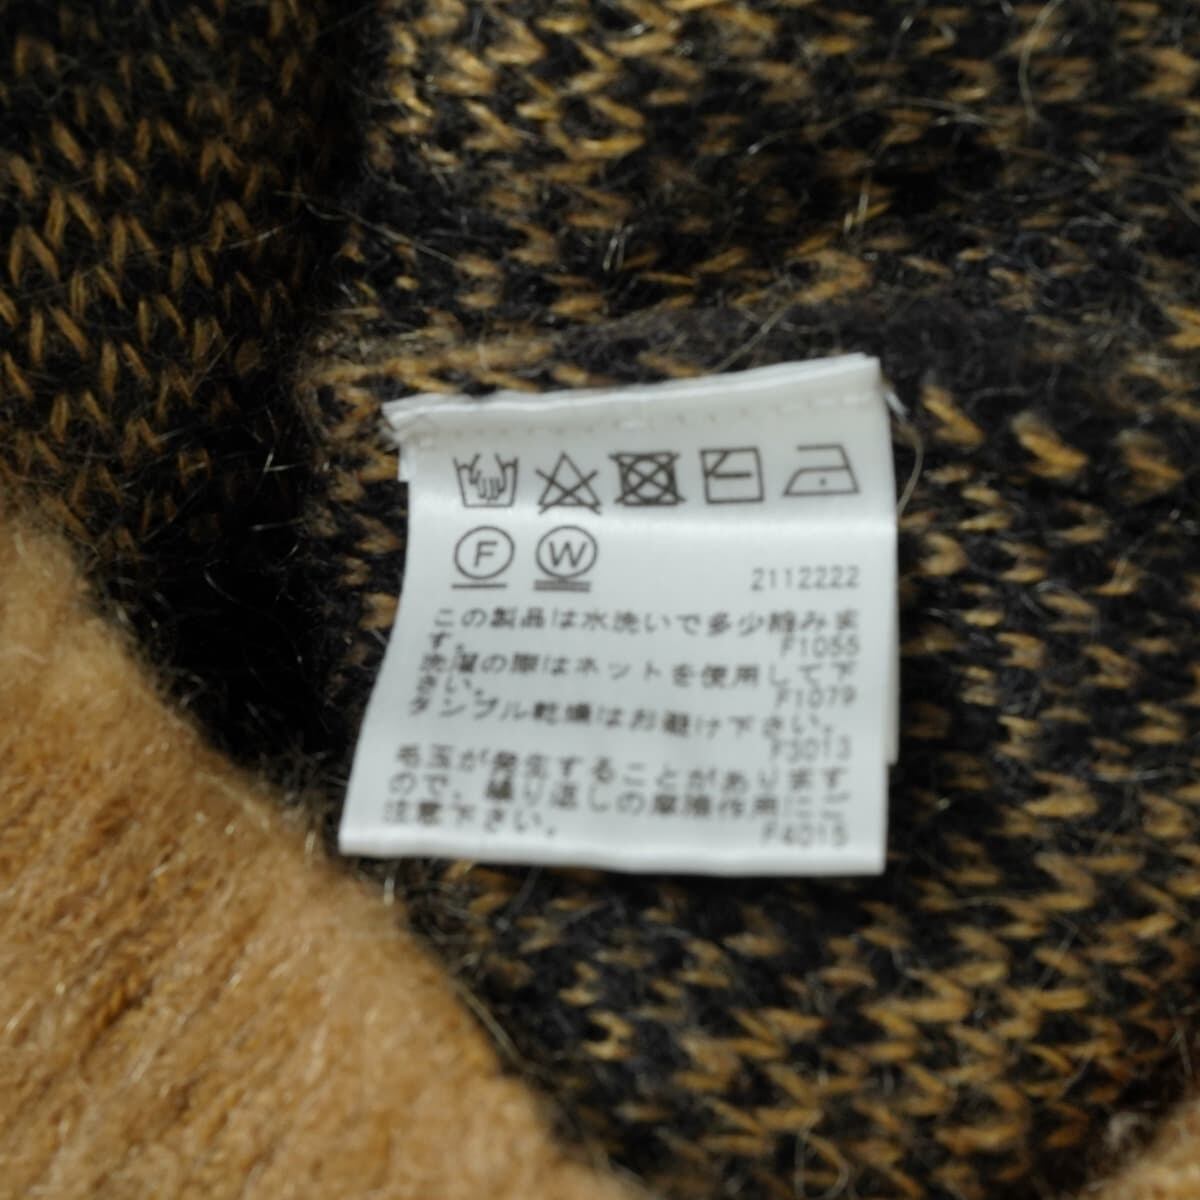 F W
2112222
この製品は水洗いで多少縮みま
す。 F1055
洗濯の際はネットを使用して下
さい。 F1079
タンブル乾燥はお避け下さい。
F3013
毛玉が発生することがあります
ので、繰り返しの摩擦作用にご
注意下さい。 F4015